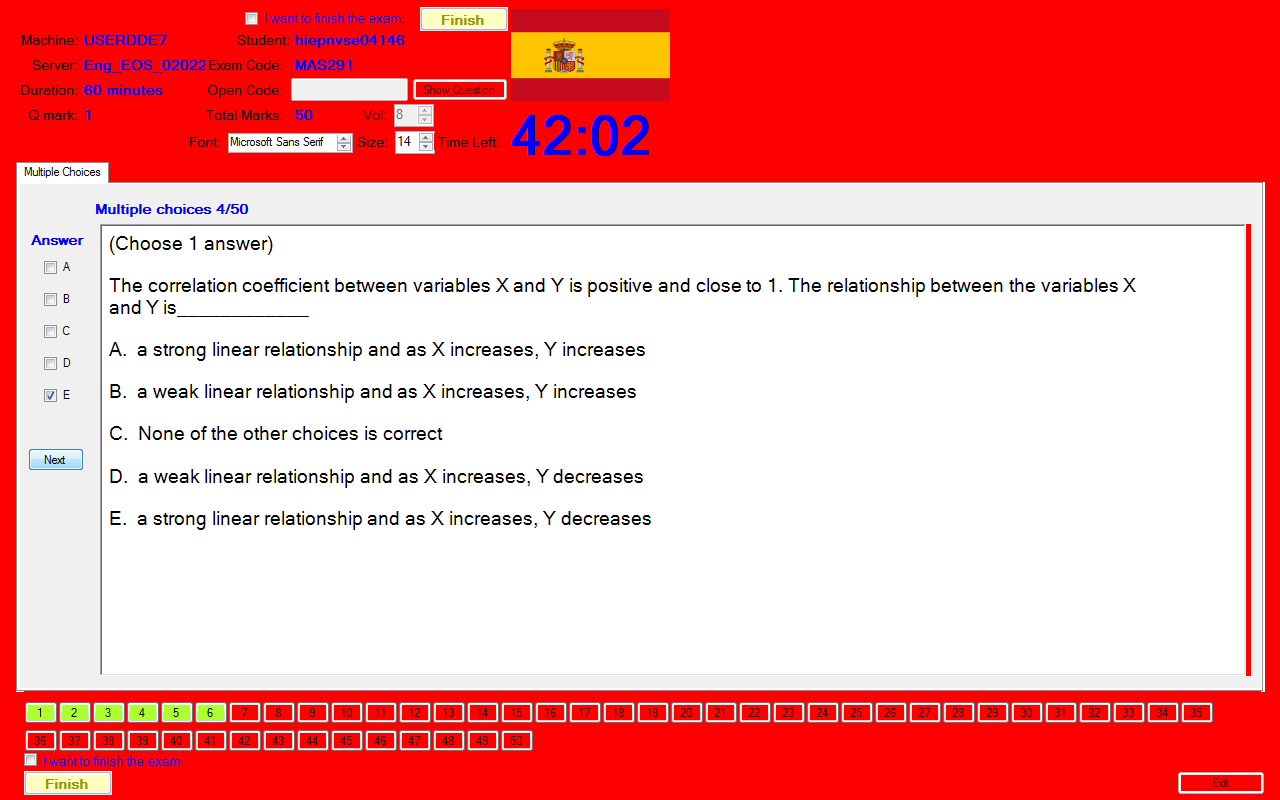 I want to finish the exam.
Finish
Machine: USERDDE7 Student: hiepnvse04146
Server: Eng_EOS_02022 Exam Code: MAS291
Duration: 60 minutes Open Code: Show Question
Q mark: 1 Total Marks: 50 Vol: 8
Font: Microsoft Sans Serif Size: 14 Time Left: 42:02
Multiple Choices
Multiple choices 4/50
Answer
A
B
C
D
E
Next
(Choose 1 answer)
The correlation coefficient between variables X and Y is positive and close to 1. The relationship between the variables X
and Y is____________
A. a strong linear relationship and as X increases, Y increases
B. a weak linear relationship and as X increases, Y increases
C. None of the other choices is correct
D. a weak linear relationship and as X increases, Y decreases
E. a strong linear relationship and as X increases, Y decreases
1 2 3 4 5 6 7 8 9 10 11 12 13 14 15 16 17 18 19 20 21 22 23 24 25 26 27 28 29 30 31 32 33 34 35
36 37 38 39 40 41 42 43 44 45 46 47 48 49 50
I want to finish the exam.
Finish
Exit